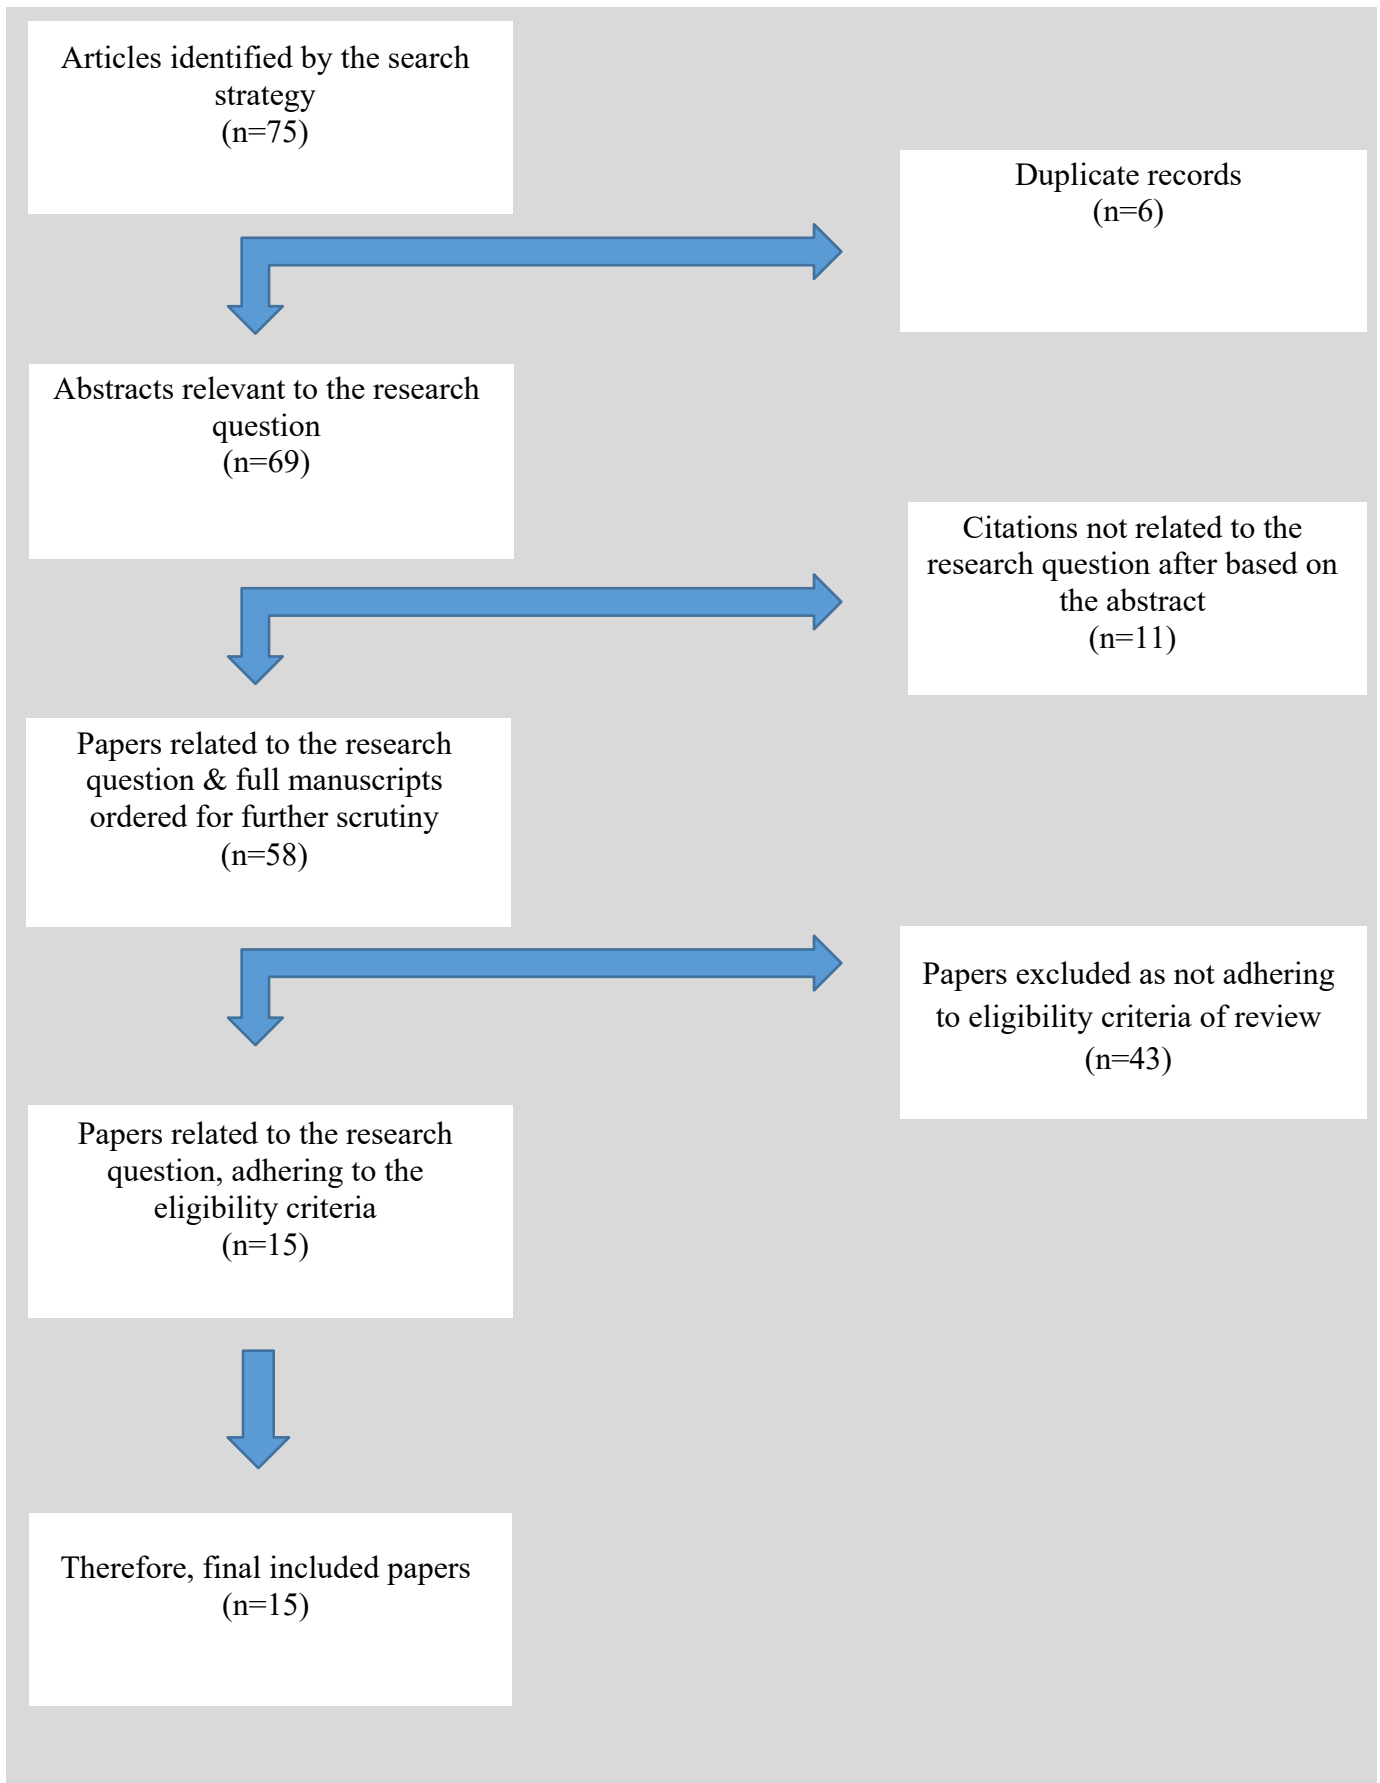 Articles identified by the search
strategy
(n=75)
Duplicate records
(n=6)
Abstracts relevant to the research
question
(n=69)
Citations not related to the
research question after based on
the abstract
(n=11)
Papers related to the research
question & full manuscripts
ordered for further scrutiny
(n=58)
Papers excluded as not adhering
to eligibility criteria of review
(n=43)
Papers related to the research
question, adhering to the
eligibility criteria
(n=15)
Therefore, final included papers
(n=15)